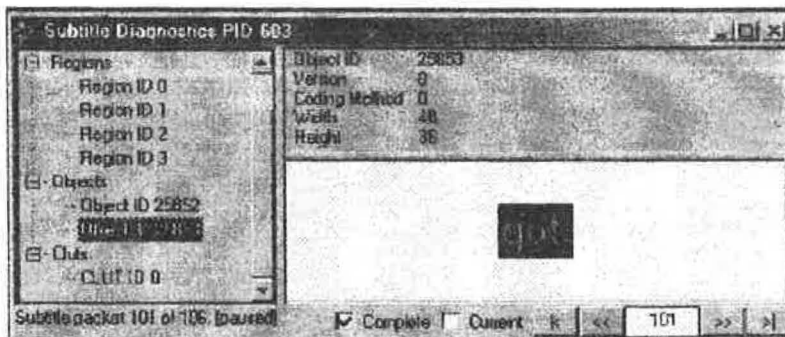 Subtitle Diagnostics PID 603
Regions
Region ID 0
Region ID 1
Region ID 2
Region ID 3
Objects
Object ID 25852
Cluts
CLUT ID 0
Object ID 25853
Version 0
Coding Method 0
Width 48
Height 36
got
Subtitle packet 101 of 106. [paused]
Complete Current |< << 101 >> >|